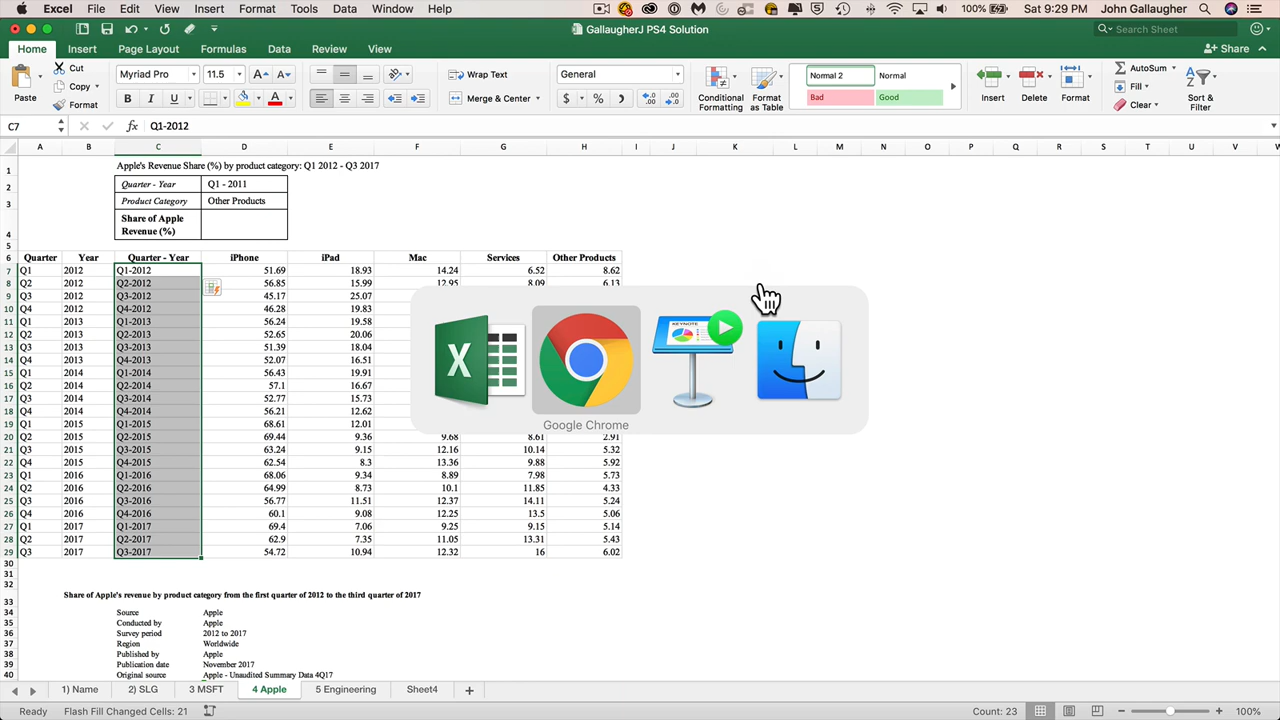 Excel File Edit View Insert Format Tools Data Window Help 100% Sat 9:29 PM John Gallaugher
GallaugherJ PS4 Solution
Search Sheet
Home Insert Page Layout Formulas Data Review View Share
Paste Cut Copy Format
Myriad Pro 11.5
B I U
Wrap Text
Merge & Center
General
$ %
Conditional Formatting
Format as Table
Normal 2 Normal
Bad Good
Insert Delete Format
AutoSum
Fill
Clear
Sort & Filter
C7 fx Q1-2012
A B C D E F G H I J K L M N O P Q R S T U V W
1 Apple's Revenue Share (%) by product category: Q1 2012 - Q3 2017
2 Quarter - Year Q1 - 2011
3 Product Category Other Products
4 Share of Apple Revenue (%)
5
6 Quarter Year Quarter - Year iPhone iPad Mac Services Other Products
7 Q1 2012 Q1-2012 51.69 18.93 14.24 6.52 8.62
8 Q2 2012 Q2-2012 56.85 15.99 12.95 8.09 6.13
9 Q3 2012 Q3-2012 45.17 25.07
10 Q4 2012 Q4-2012 46.28 19.83
11 Q1 2013 Q1-2013 56.24 19.58
12 Q2 2013 Q2-2013 52.65 20.06
13 Q3 2013 Q3-2013 51.39 18.04
14 Q4 2013 Q4-2013 52.07 16.51
15 Q1 2014 Q1-2014 56.43 19.91
16 Q2 2014 Q2-2014 57.1 16.67
17 Q3 2014 Q3-2014 52.77 15.73
18 Q4 2014 Q4-2014 56.21 12.62
19 Q1 2015 Q1-2015 68.61 12.01
20 Q2 2015 Q2-2015 69.44 9.36 9.68 8.61 2.91
21 Q3 2015 Q3-2015 63.24 9.15 12.16 10.14 5.32
22 Q4 2015 Q4-2015 62.54 8.3 13.36 9.88 5.92
23 Q1 2016 Q1-2016 68.06 9.34 8.89 7.98 5.73
24 Q2 2016 Q2-2016 64.99 8.73 10.1 11.85 4.33
25 Q3 2016 Q3-2016 56.77 11.51 12.37 14.11 5.24
26 Q4 2016 Q4-2016 60.1 9.08 12.25 13.5 5.06
27 Q1 2017 Q1-2017 69.4 7.06 9.25 9.15 5.14
28 Q2 2017 Q2-2017 62.9 7.35 11.05 13.31 5.43
29 Q3 2017 Q3-2017 54.72 10.94 12.32 16 6.02
30
31
32
33 Share of Apple's revenue by product category from the first quarter of 2012 to the third quarter of 2017
34 Source Apple
35 Conducted by Apple
36 Survey period 2012 to 2017
37 Region Worldwide
38 Published by Apple
39 Publication date November 2017
40 Original source Apple - Unaudited Summary Data 4Q17
KEYNOTE
Google Chrome
1) Name 2) SLG 3 MSFT 4 Apple 5 Engineering Sheet4 +
Ready Flash Fill Changed Cells: 21 Count: 23 100%